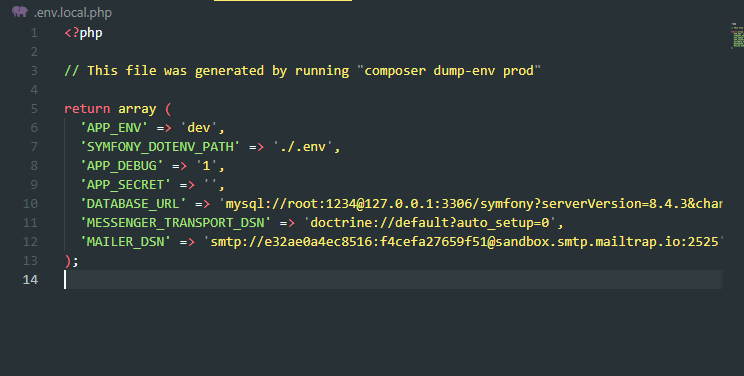 .env.local.php
1 <?php
2
3 // This file was generated by running "composer dump-env prod"
4
5 return array (
6 'APP_ENV' => 'dev',
7 'SYMFONY_DOTENV_PATH' => './.env',
8 'APP_DEBUG' => '1',
9 'APP_SECRET' => '',
10 'DATABASE_URL' => 'mysql://root:1234@127.0.0.1:3306/symfony?serverVersion=8.4.3&char
11 'MESSENGER_TRANSPORT_DSN' => 'doctrine://default?auto_setup=0',
12 'MAILER_DSN' => 'smtp://e32ae0a4ec8516:f4cefa27659f51@sandbox.smtp.mailtrap.io:2525'
13 );
14